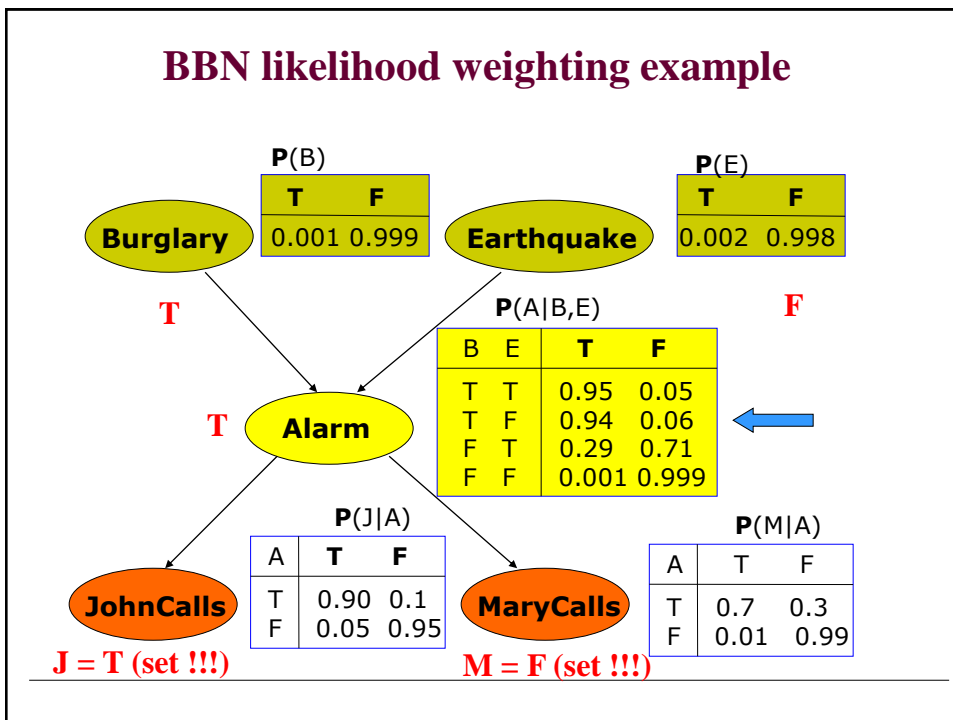 BBN likelihood weighting example
P(B)
T F
0.001 0.999
Burglary
P(E)
T F
0.002 0.998
Earthquake
T
F
P(A|B,E)
B E T F
T T 0.95 0.05
T F 0.94 0.06
F T 0.29 0.71
F F 0.001 0.999
T
Alarm
P(J|A)
A T F
T 0.90 0.1
F 0.05 0.95
JohnCalls
J = T (set !!!)
P(M|A)
A T F
T 0.7 0.3
F 0.01 0.99
MaryCalls
M = F (set !!!)